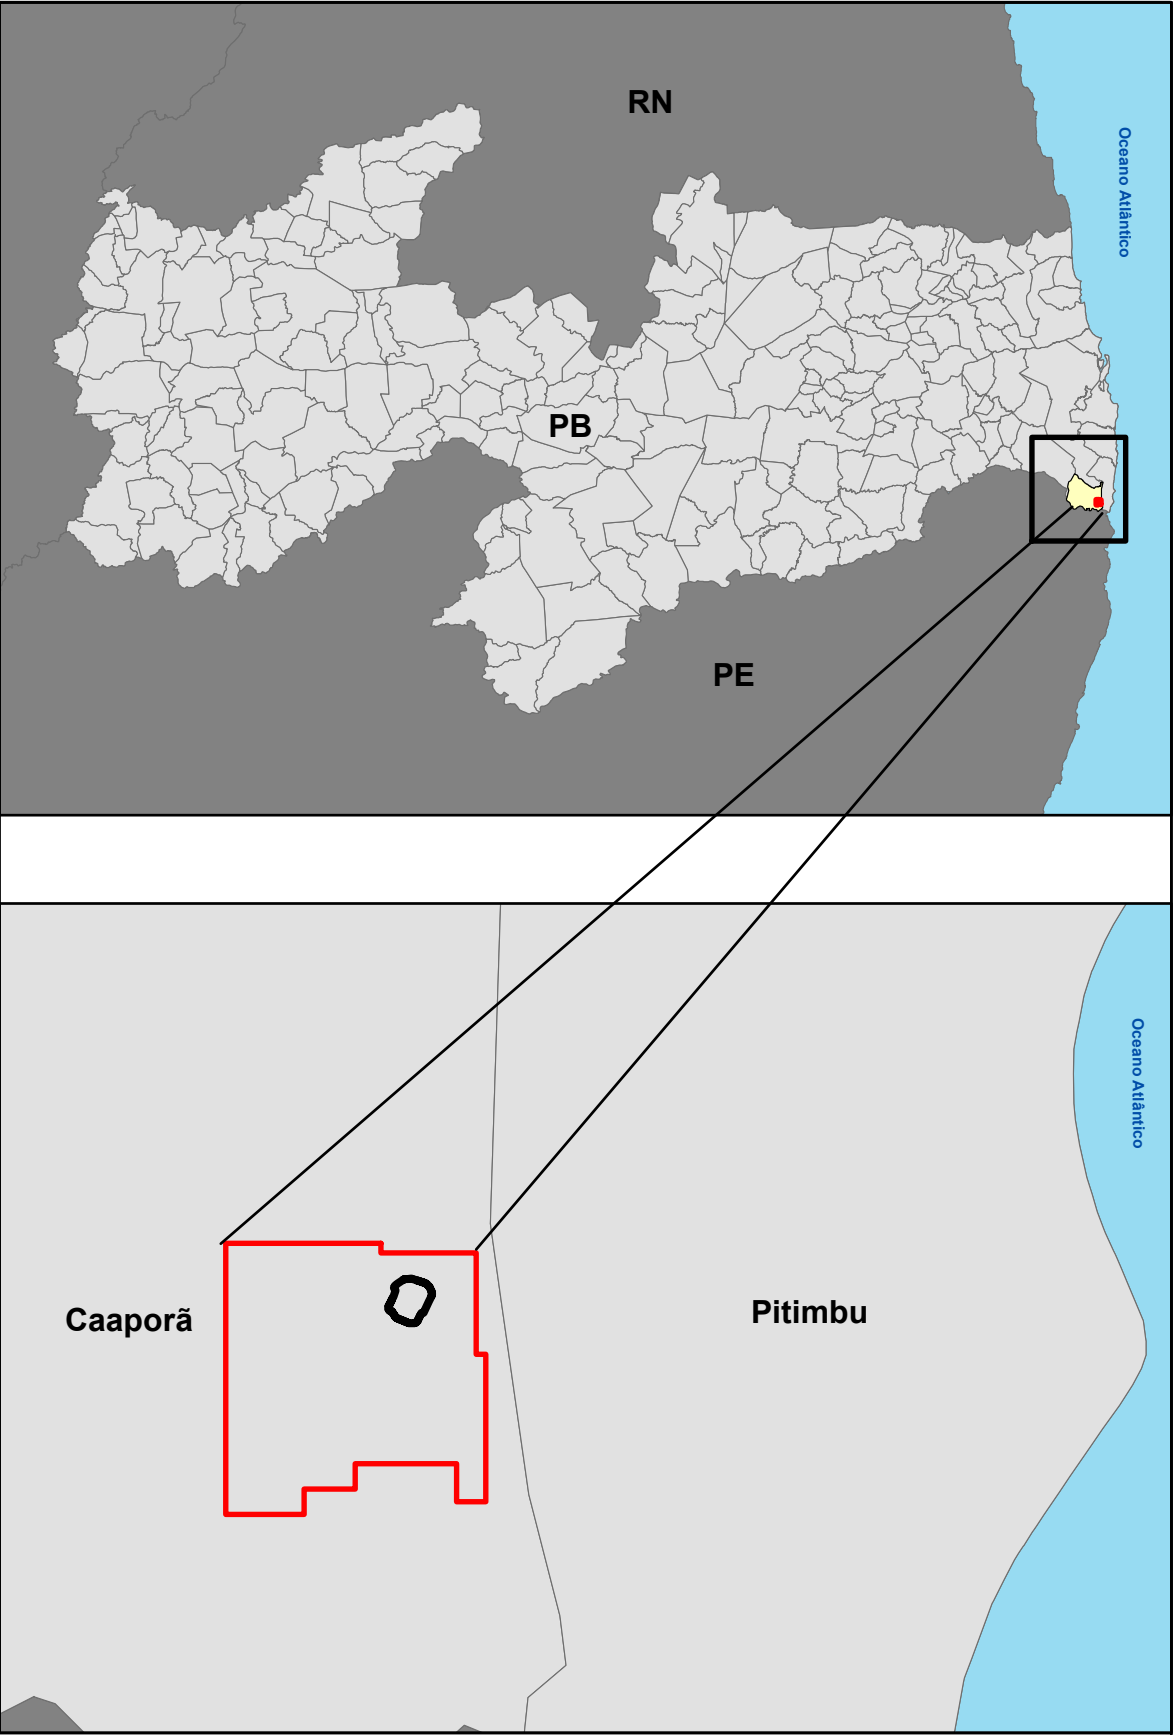 RN
Oceano Atlântico
PB
PE
Oceano Atlântico
Caaporã
Pitimbu